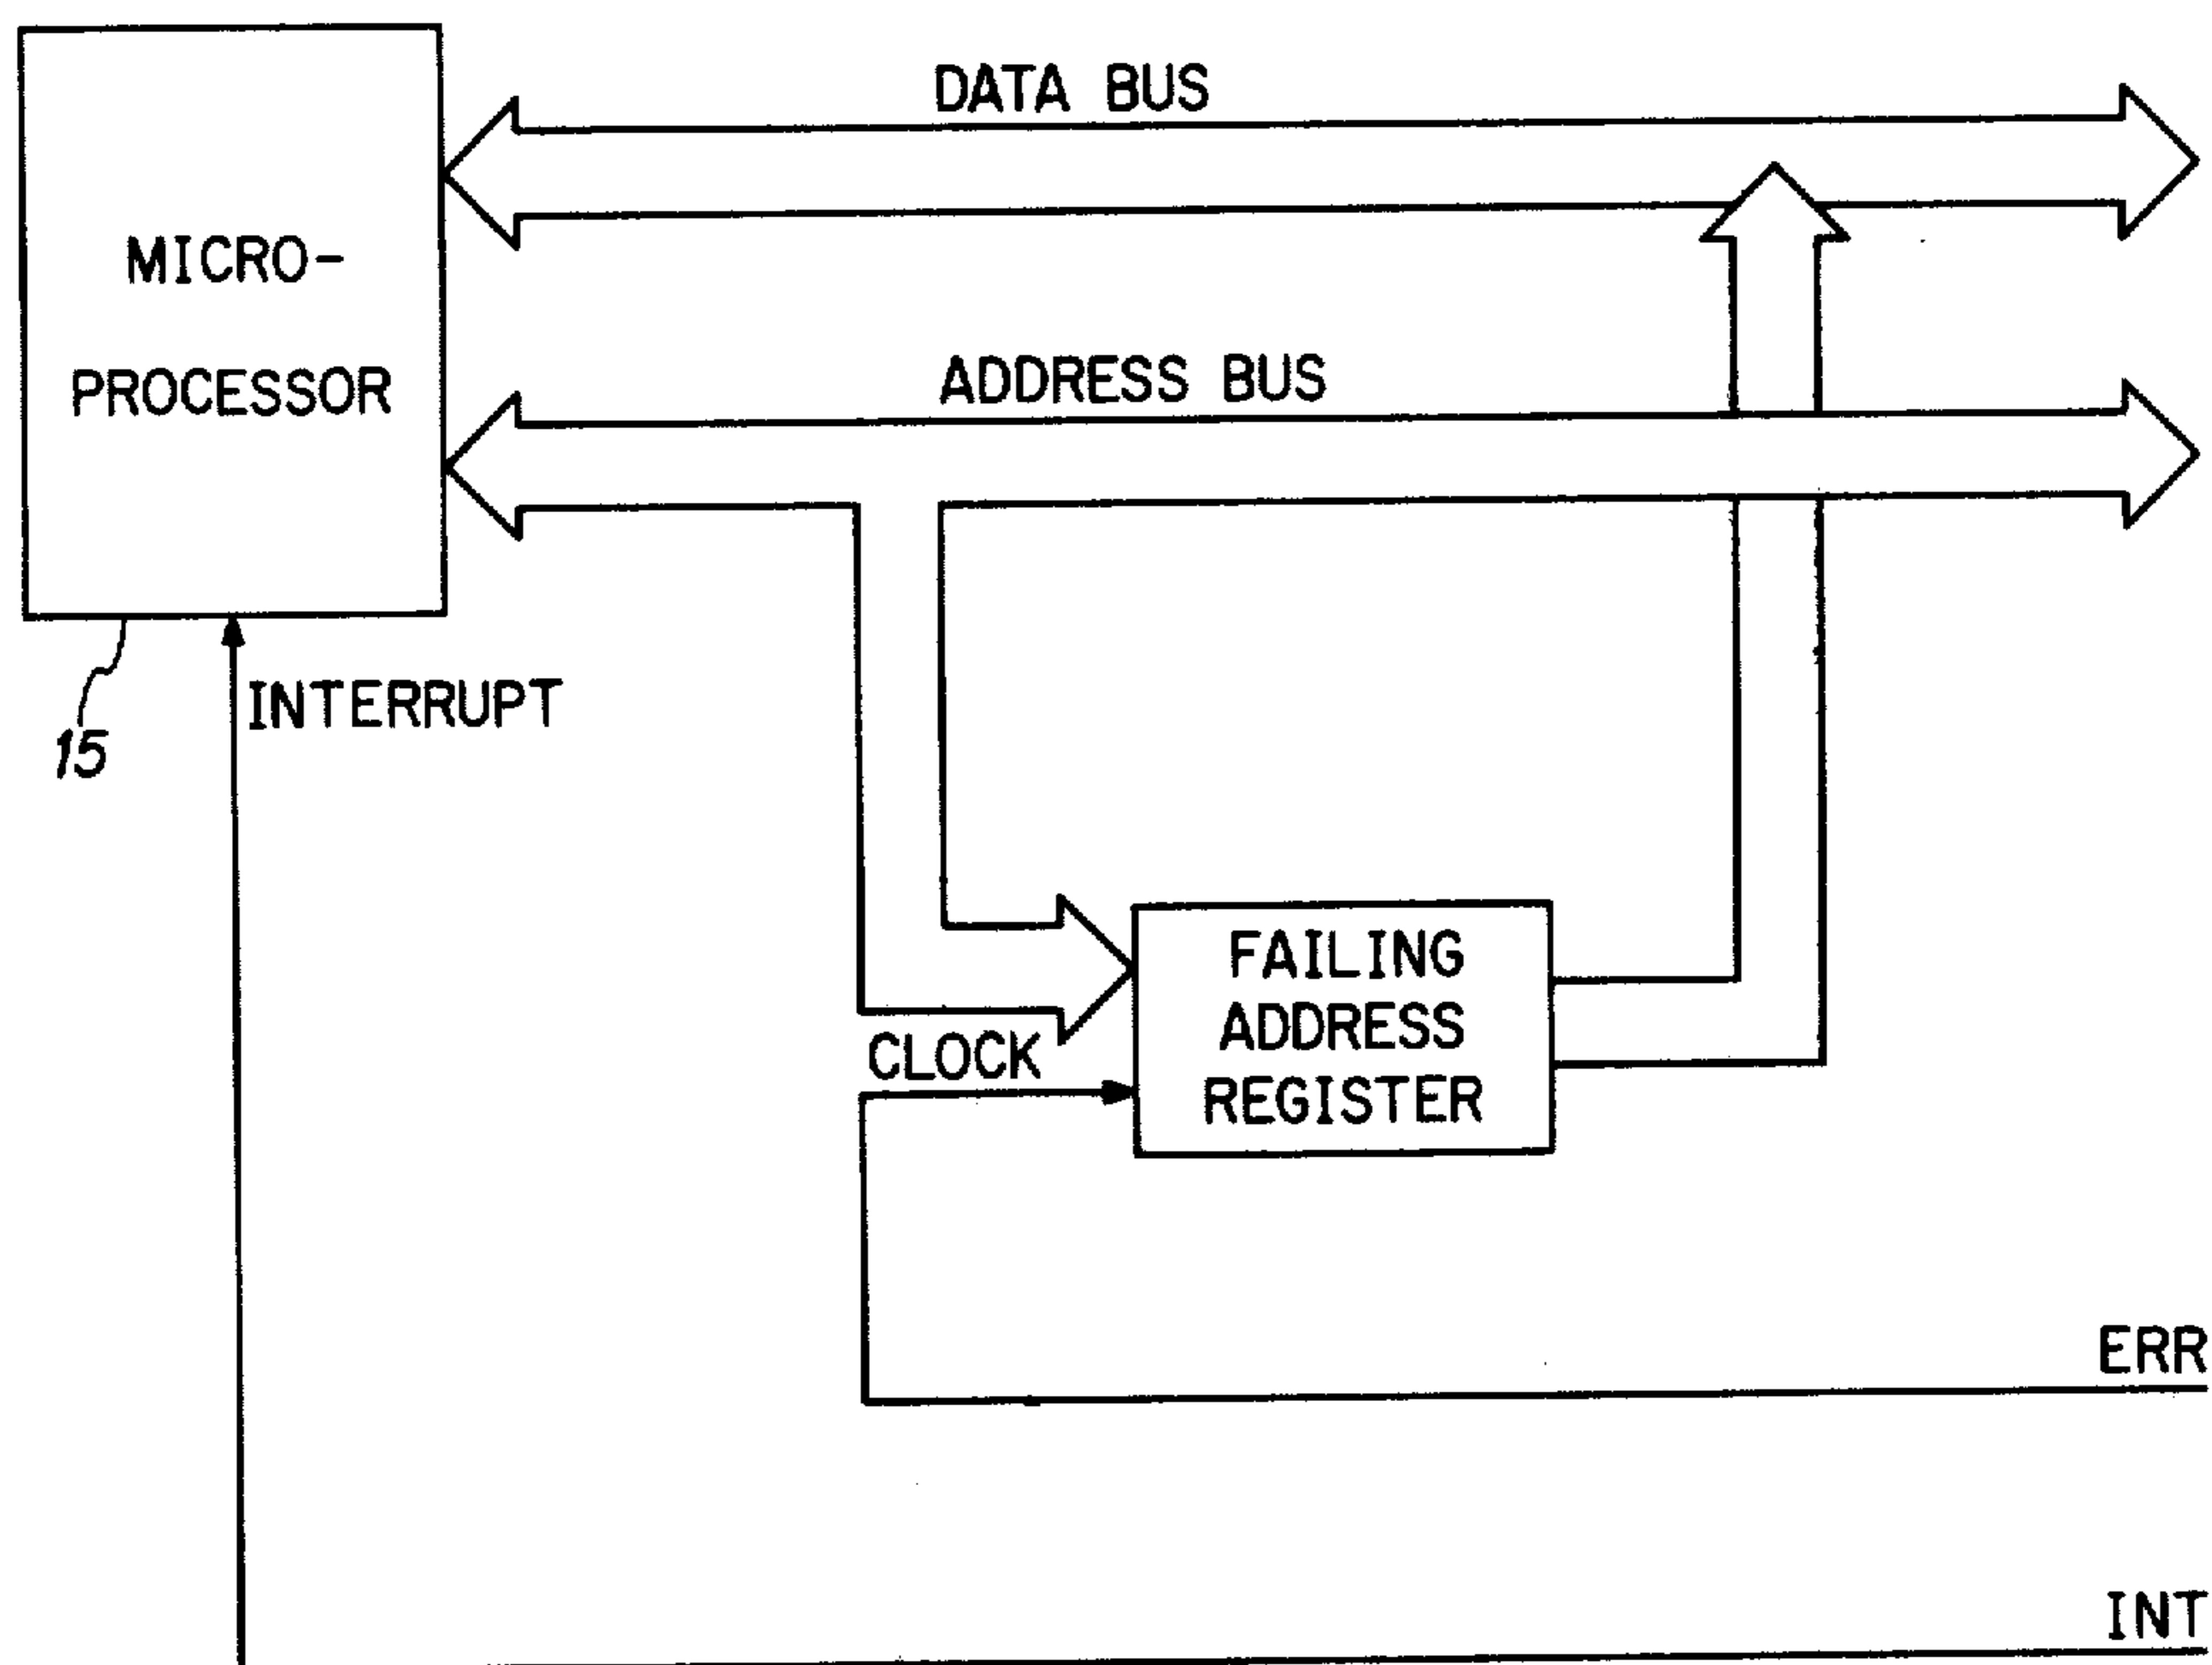 DATA BUS
MICRO-
PROCESSOR
ADDRESS BUS
INTERRUPT
15
FAILING
ADDRESS
REGISTER
CLOCK
ERR
INT